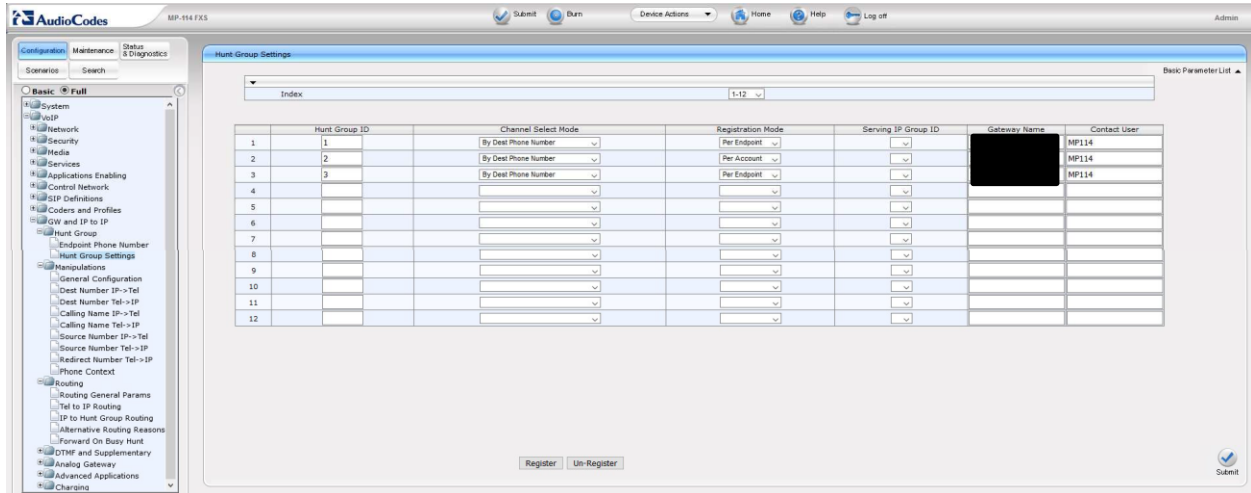 AudioCodes MP-114 FXS Submit Burn Device Actions Home Help Log off Admin
Configuration Maintenance Status & Diagnostics
Scenarios Search
Basic Full
System
VoIP
Network
Security
Media
Services
Applications Enabling
Control Network
SIP Definitions
Coders and Profiles
GW and IP to IP
Hunt Group
Endpoint Phone Number
Hunt Group Settings
Manipulations
General Configuration
Dest Number IP->Tel
Dest Number Tel->IP
Calling Name IP->Tel
Calling Name Tel->IP
Source Number IP->Tel
Source Number Tel->IP
Redirect Number Tel->IP
Phone Context
Routing
Routing General Params
Tel to IP Routing
IP to Hunt Group Routing
Alternative Routing Reasons
Forward On Busy Hunt
DTMF and Supplementary
Analog Gateway
Advanced Applications
Charging
Hunt Group Settings
Basic Parameter List
Index 1-12
Hunt Group ID Channel Select Mode Registration Mode Serving IP Group ID Gateway Name Contact User
1 1 By Dest Phone Number Per Endpoint MP114
2 2 By Dest Phone Number Per Account MP114
3 3 By Dest Phone Number Per Endpoint MP114
4
5
6
7
8
9
10
11
12
Register Un-Register
Submit